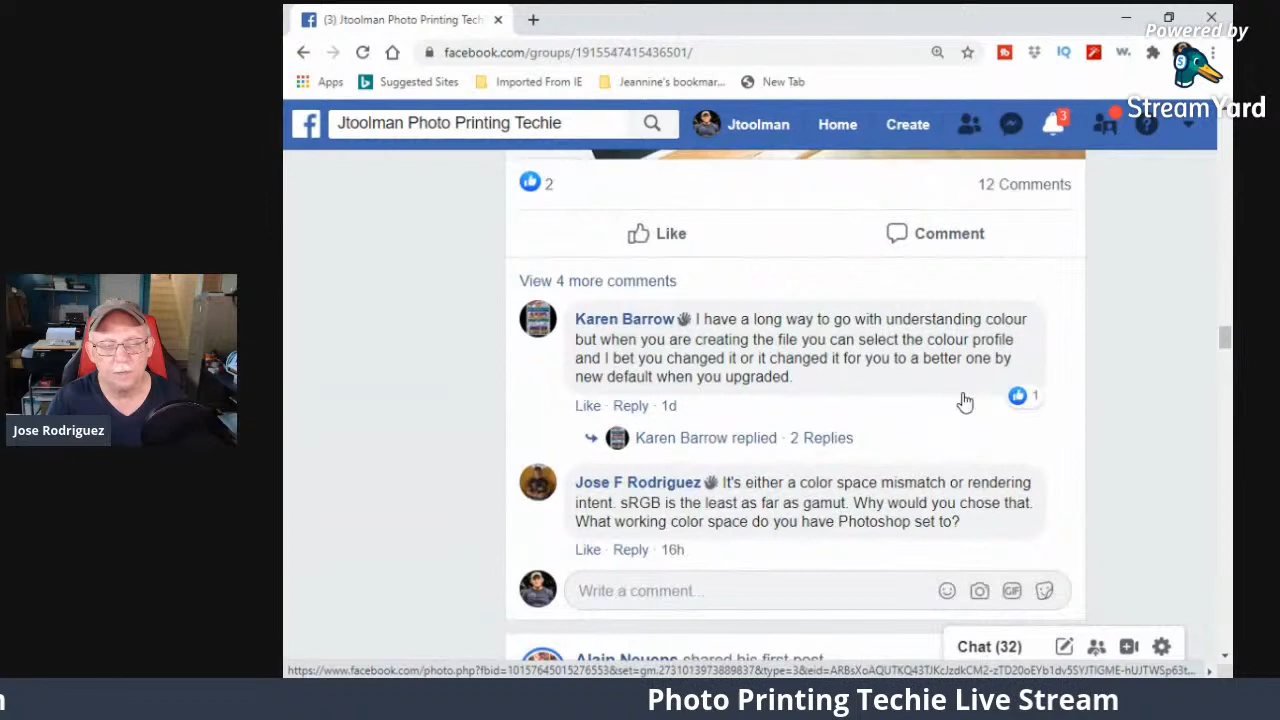 (3) Jtoolman Photo Printing Tech
Powered by
StreamYard
facebook.com/groups/1915547415436501/
Apps
Suggested Sites
Imported From IE
Jeannine's bookmar...
New Tab
Jtoolman Photo Printing Techie
Jtoolman
Home
Create
3
2
12 Comments
Like
Comment
View 4 more comments
Karen Barrow I have a long way to go with understanding colour
but when you are creating the file you can select the colour profile
and I bet you changed it or it changed it for you to a better one by
new default when you upgraded.
1
Like · Reply · 1d
Karen Barrow replied · 2 Replies
Jose F Rodriguez It's either a color space mismatch or rendering
intent. sRGB is the least as far as gamut. Why would you chose that.
What working color space do you have Photoshop set to?
Like · Reply · 16h
Write a comment...
GIF
Chat (32)
Alain Neuens shared his first post
Jose Rodriguez
Photo Printing Techie Live Stream